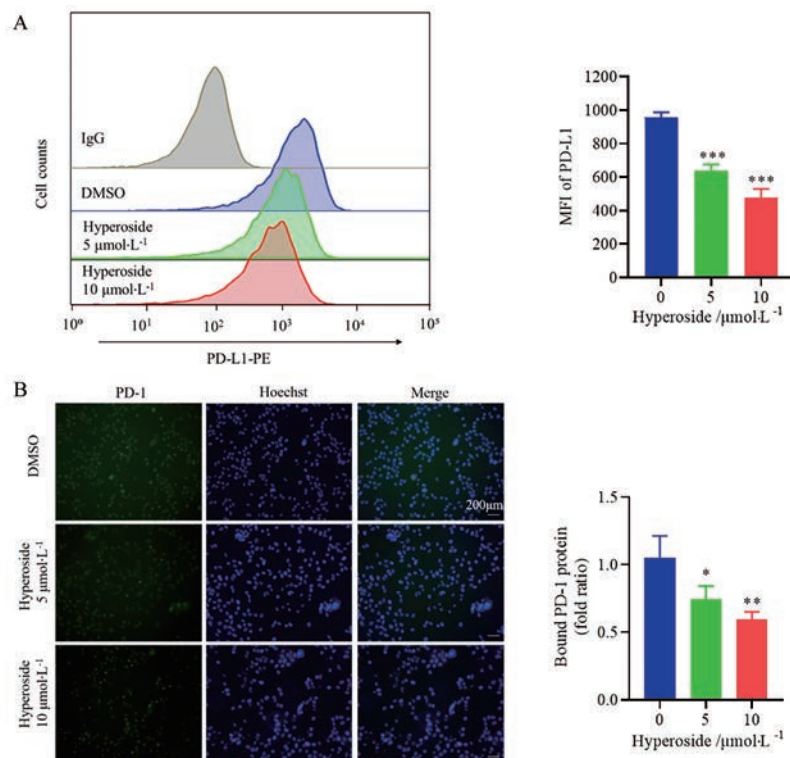 A
Cell counts
IgG
DMSO
Hyperoside
5 μmol·L⁻¹
Hyperoside
10 μmol·L⁻¹
10⁰ 10¹ 10² 10³ 10⁴ 10⁵
PD-L1-PE
MFI of PD-L1
1200
1000
800
600
400
200
0
***
***
0 5 10
Hyperoside /μmol·L⁻¹
B
PD-1 Hoechst Merge
DMSO
200μm
Hyperoside
5 μmol·L⁻¹
Hyperoside
10 μmol·L⁻¹
Bound PD-1 protein
(fold ratio)
1.5
1.0
0.5
0.0
*
**
0 5 10
Hyperoside /μmol·L⁻¹